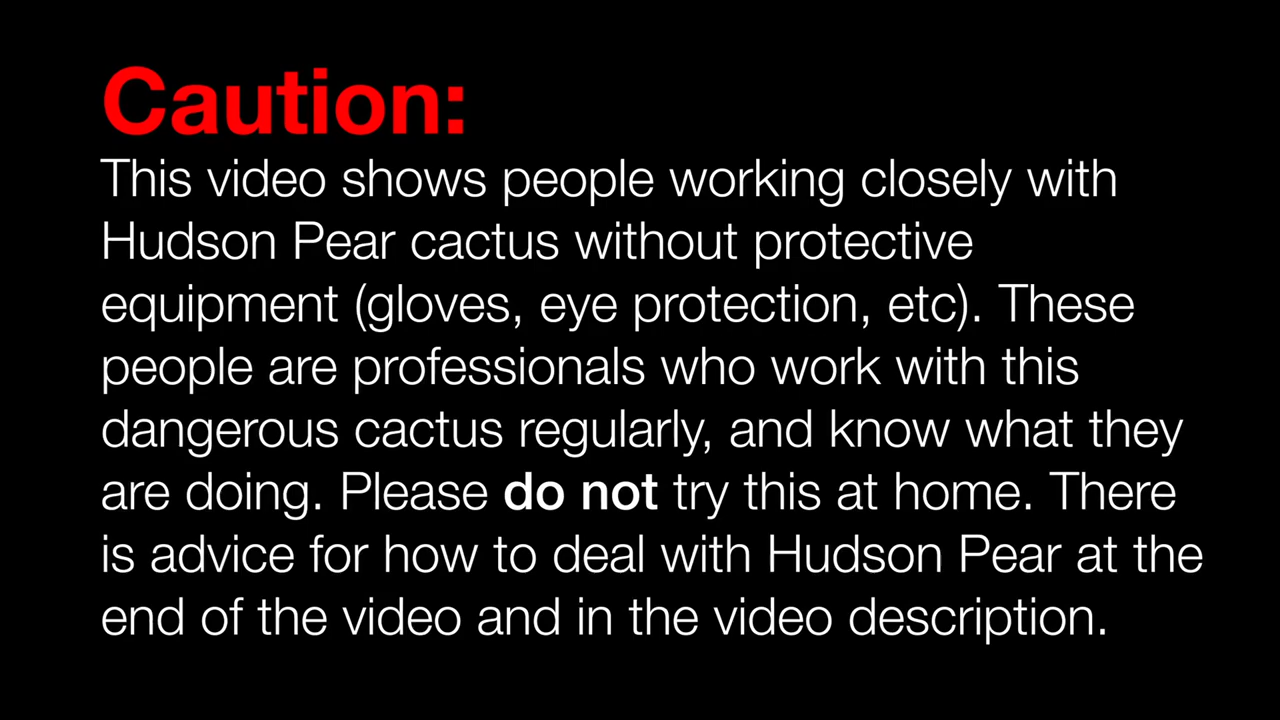 Caution:
This video shows people working closely with
Hudson Pear cactus without protective
equipment (gloves, eye protection, etc). These
people are professionals who work with this
dangerous cactus regularly, and know what they
are doing. Please do not try this at home. There
is advice for how to deal with Hudson Pear at the
end of the video and in the video description.